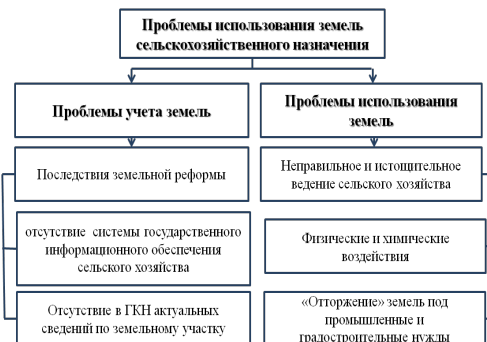 Проблемы использования земель
сельскохозяйственного назначения
Проблемы учета земель
Проблемы использования
земель
Последствия земельной реформы
Неправильное и истощительное
ведение сельского хозяйства
отсутствие системы государственного
информационного обеспечения
сельского хозяйства
Физические и химические
воздействия
Отсутствие в ГКН актуальных
сведений по земельному участку
«Отторжение» земель под
промышленные и
градостроительные нужды